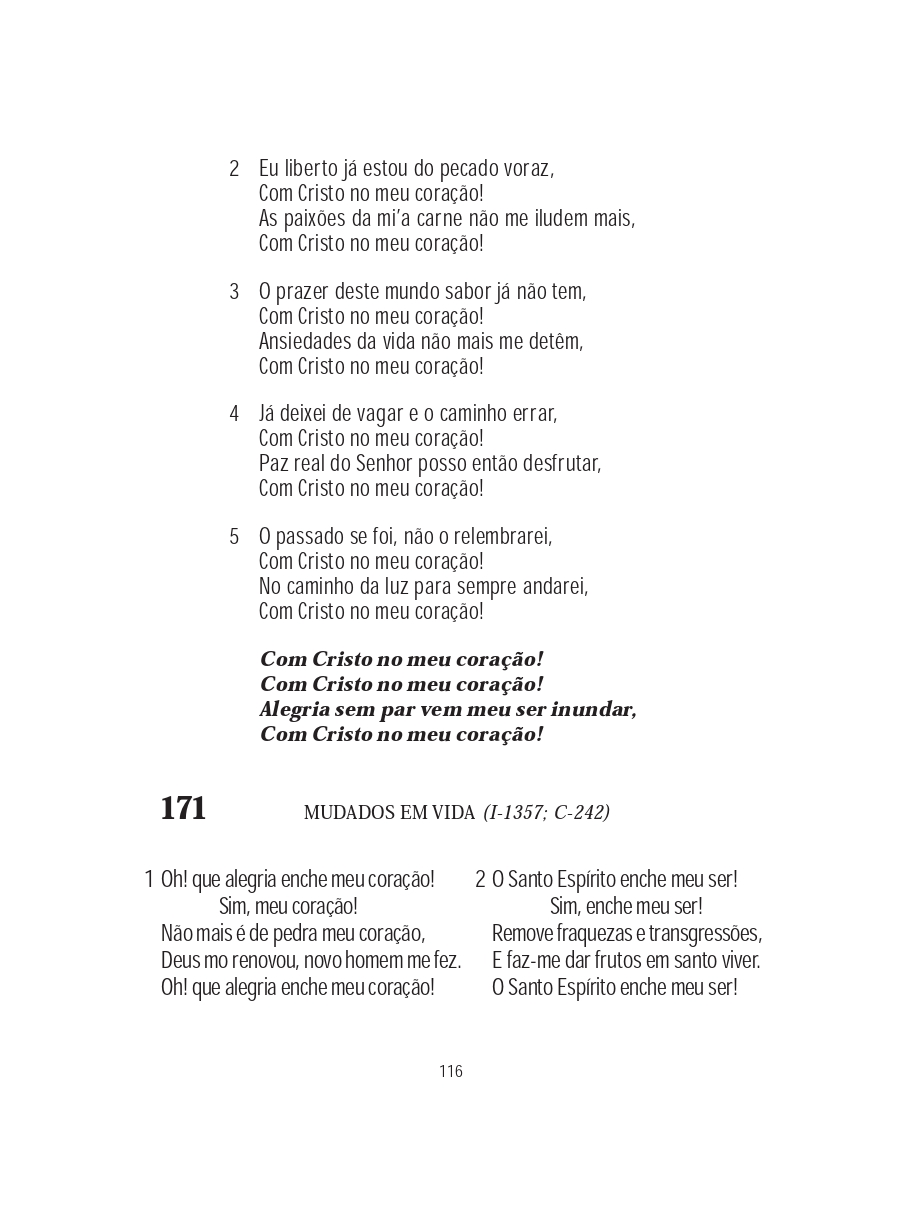 2 Eu liberto já estou do pecado voraz,
Com Cristo no meu coração!
As paixões da mi’a carne não me iludem mais,
Com Cristo no meu coração!
3 O prazer deste mundo sabor já não tem,
Com Cristo no meu coração!
Ansiedades da vida não mais me detêm,
Com Cristo no meu coração!
4 Já deixei de vagar e o caminho errar,
Com Cristo no meu coração!
Paz real do Senhor posso então desfrutar,
Com Cristo no meu coração!
5 O passado se foi, não o relembrarei,
Com Cristo no meu coração!
No caminho da luz para sempre andarei,
Com Cristo no meu coração!
Com Cristo no meu coração!
Com Cristo no meu coração!
Alegria sem par vem meu ser inundar,
Com Cristo no meu coração!
171 MUDADOS EM VIDA (I-1357; C-242)
1 Oh! que alegria enche meu coração!
Sim, meu coração!
Não mais é de pedra meu coração,
Deus mo renovou, novo homem me fez.
Oh! que alegria enche meu coração!
2 O Santo Espírito enche meu ser!
Sim, enche meu ser!
Remove fraquezas e transgressões,
E faz-me dar frutos em santo viver.
O Santo Espírito enche meu ser!
116